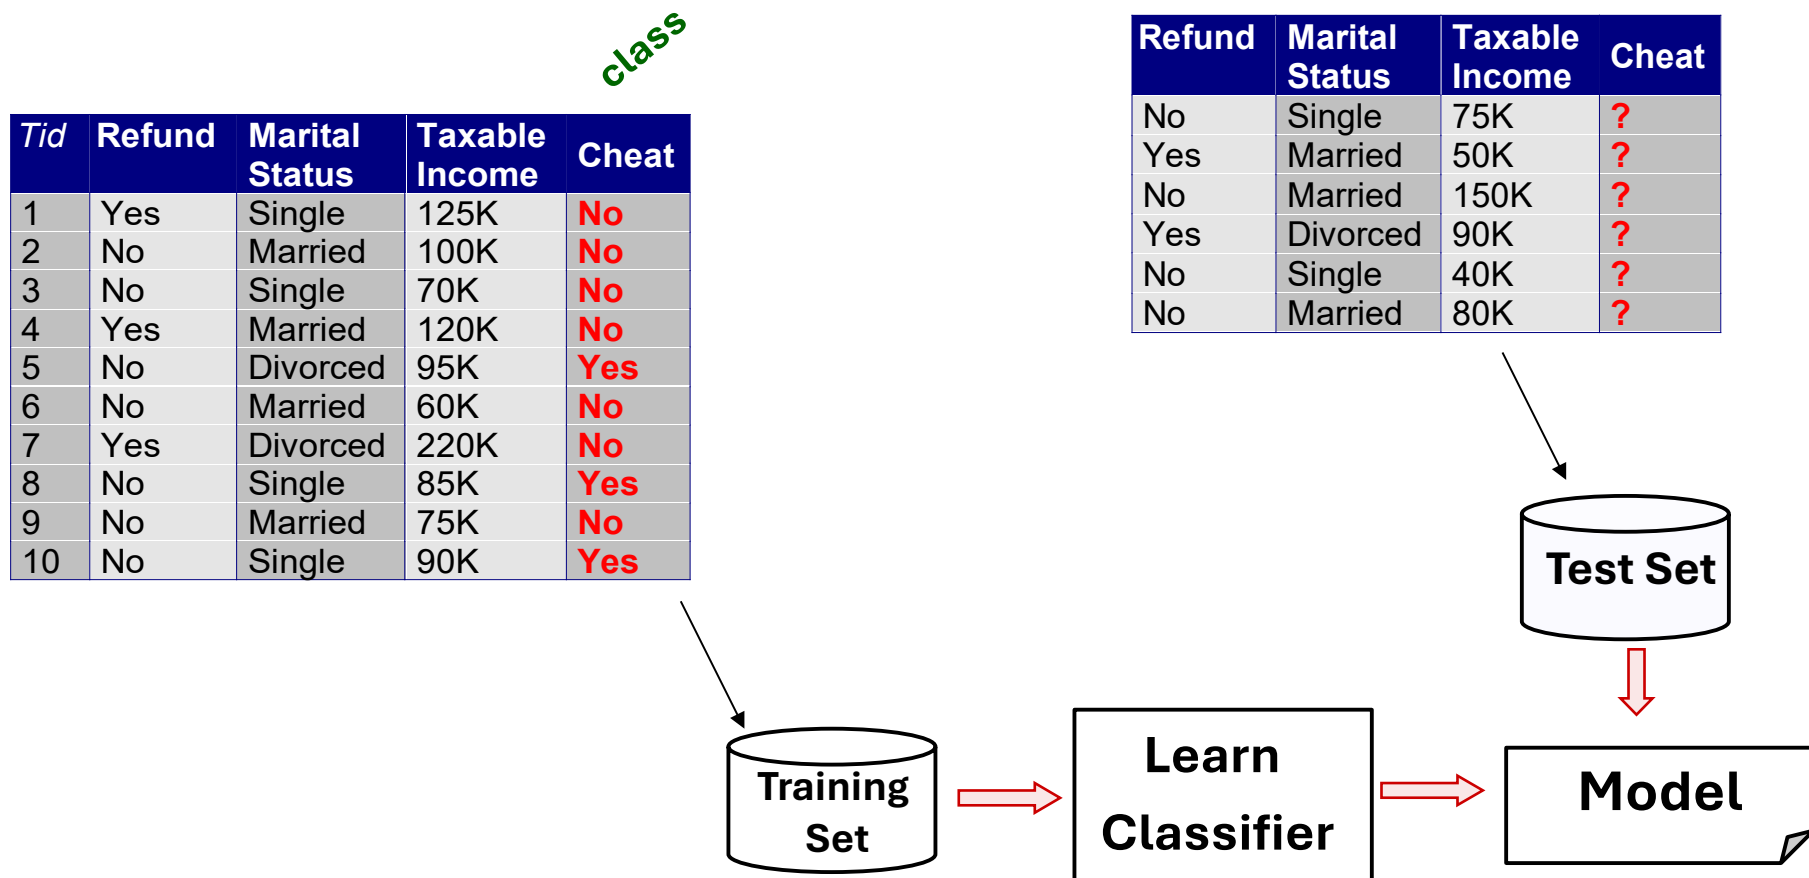 class
Tid Refund Marital Status Taxable Income Cheat
1 Yes Single 125K No
2 No Married 100K No
3 No Single 70K No
4 Yes Married 120K No
5 No Divorced 95K Yes
6 No Married 60K No
7 Yes Divorced 220K No
8 No Single 85K Yes
9 No Married 75K No
10 No Single 90K Yes
Refund Marital Status Taxable Income Cheat
No Single 75K ?
Yes Married 50K ?
No Married 150K ?
Yes Divorced 90K ?
No Single 40K ?
No Married 80K ?
Test Set
Training
Set
Learn
Classifier
Model